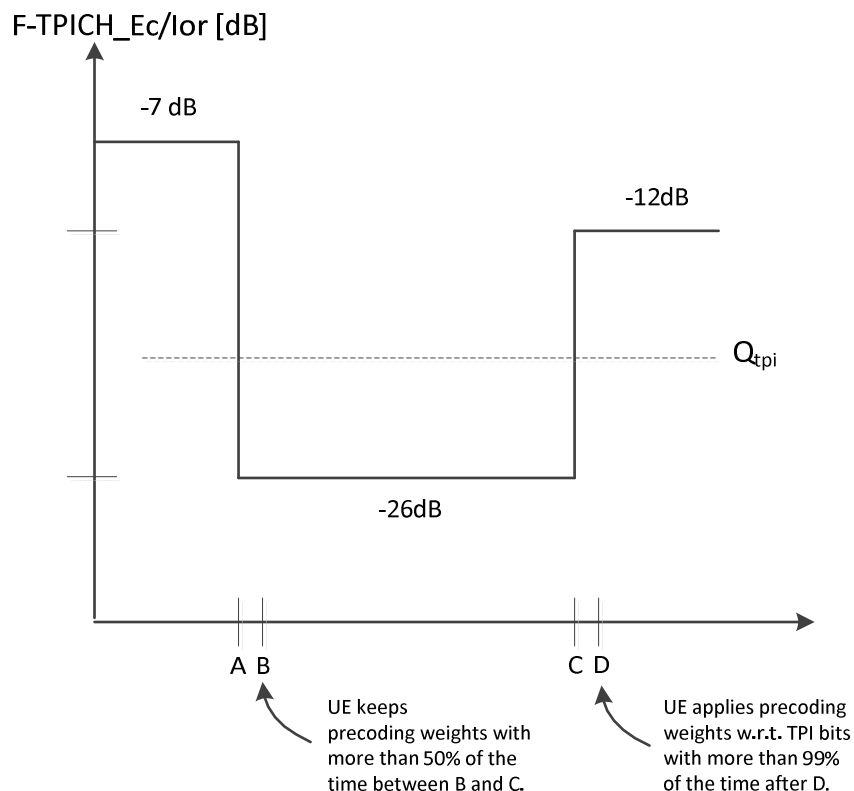 F-TPICH_Ec/Ior [dB]
-7 dB
-12dB
Qtpi
-26dB
A B
C D
UE keeps
precoding weights with
more than 50% of the
time between B and C.
UE applies precoding
weights w.r.t. TPI bits
with more than 99%
of the time after D.